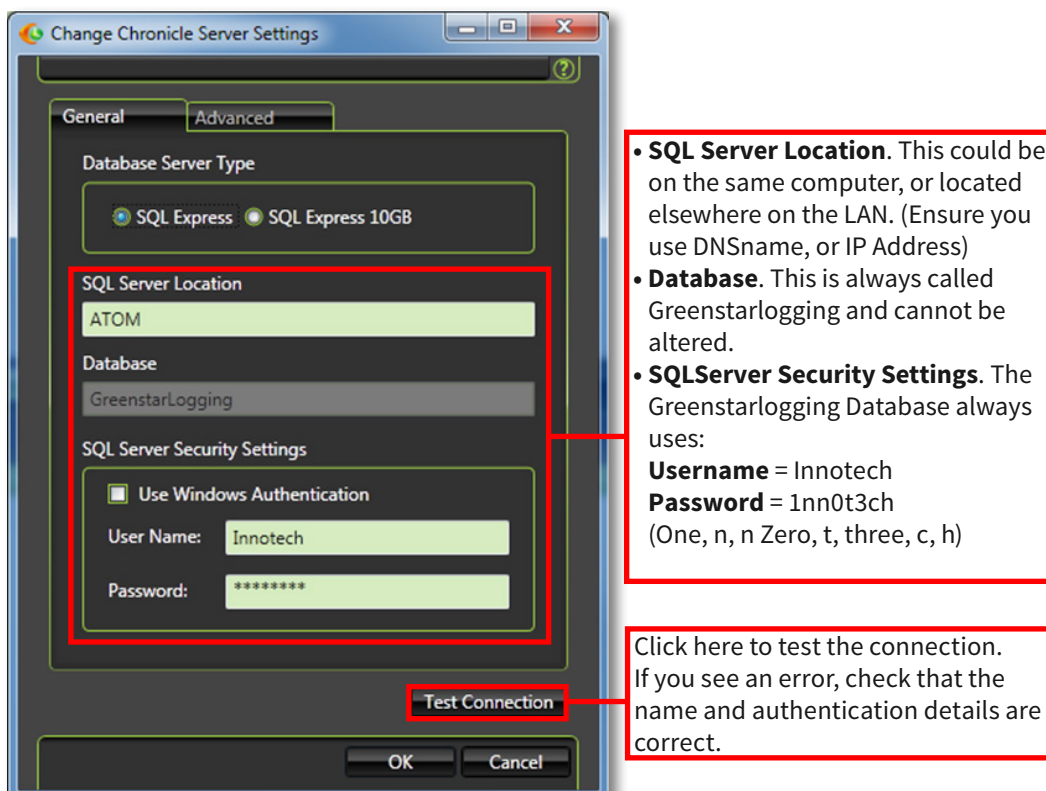 Change Chronicle Server Settings
General
Advanced
Database Server Type
SQL Express
SQL Express 10GB
SQL Server Location
ATOM
Database
GreenstarLogging
SQL Server Security Settings
Use Windows Authentication
User Name:
Innotech
Password:
********
Test Connection
OK
Cancel
• SQL Server Location. This could be
on the same computer, or located
elsewhere on the LAN. (Ensure you
use DNSname, or IP Address)
• Database. This is always called
Greenstarlogging and cannot be
altered.
• SQLServer Security Settings. The
Greenstarlogging Database always
uses:
Username = Innotech
Password = 1nn0t3ch
(One, n, n Zero, t, three, c, h)
Click here to test the connection.
If you see an error, check that the
name and authentication details are
correct.